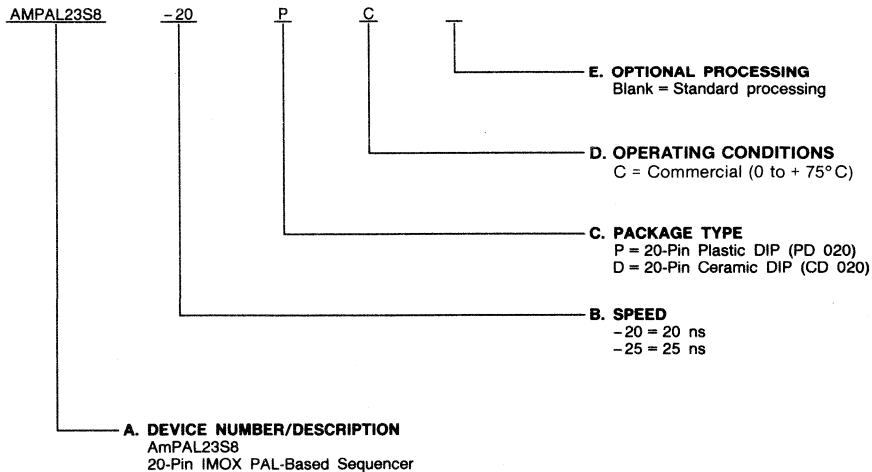 AMPAL23S8 –20 P C _
E. OPTIONAL PROCESSING
Blank = Standard processing
D. OPERATING CONDITIONS
C = Commercial (0 to + 75°C)
C. PACKAGE TYPE
P = 20-Pin Plastic DIP (PD 020)
D = 20-Pin Ceramic DIP (CD 020)
B. SPEED
–20 = 20 ns
–25 = 25 ns
A. DEVICE NUMBER/DESCRIPTION
AmPAL23S8
20-Pin IMOX PAL-Based Sequencer